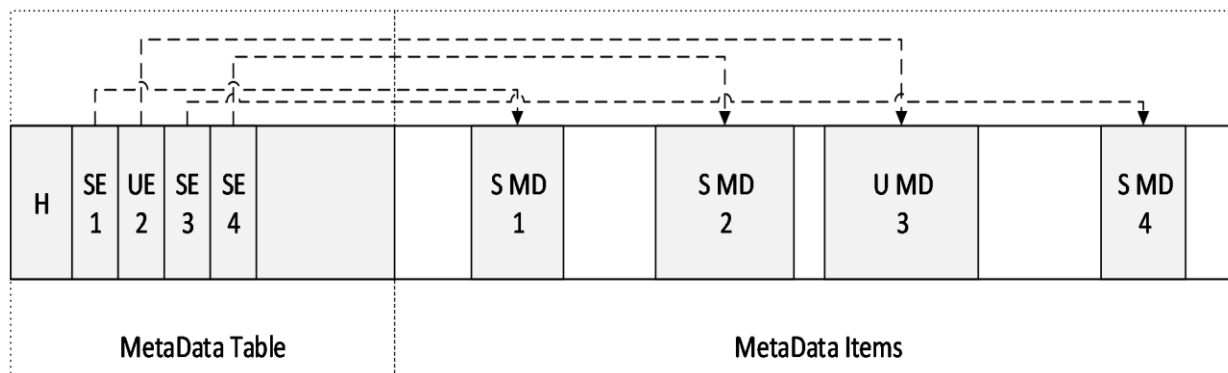 H
SE
1
UE
2
SE
3
SE
4
S MD
1
S MD
2
U MD
3
S MD
4
MetaData Table
MetaData Items